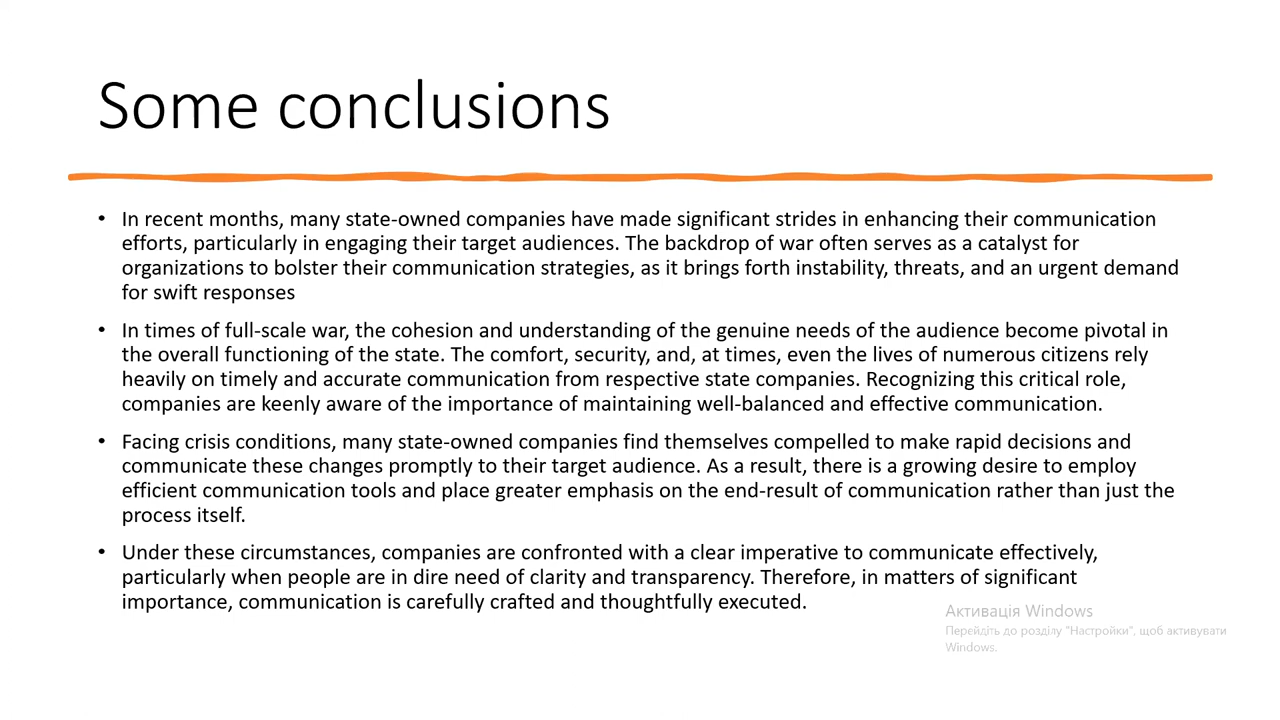 Some conclusions
• In recent months, many state-owned companies have made significant strides in enhancing their communication
efforts, particularly in engaging their target audiences. The backdrop of war often serves as a catalyst for
organizations to bolster their communication strategies, as it brings forth instability, threats, and an urgent demand
for swift responses
• In times of full-scale war, the cohesion and understanding of the genuine needs of the audience become pivotal in
the overall functioning of the state. The comfort, security, and, at times, even the lives of numerous citizens rely
heavily on timely and accurate communication from respective state companies. Recognizing this critical role,
companies are keenly aware of the importance of maintaining well-balanced and effective communication.
• Facing crisis conditions, many state-owned companies find themselves compelled to make rapid decisions and
communicate these changes promptly to their target audience. As a result, there is a growing desire to employ
efficient communication tools and place greater emphasis on the end-result of communication rather than just the
process itself.
• Under these circumstances, companies are confronted with a clear imperative to communicate effectively,
particularly when people are in dire need of clarity and transparency. Therefore, in matters of significant
importance, communication is carefully crafted and thoughtfully executed.
Активація Windows
Перейдіть до розділу "Настройки", щоб активувати
Windows.